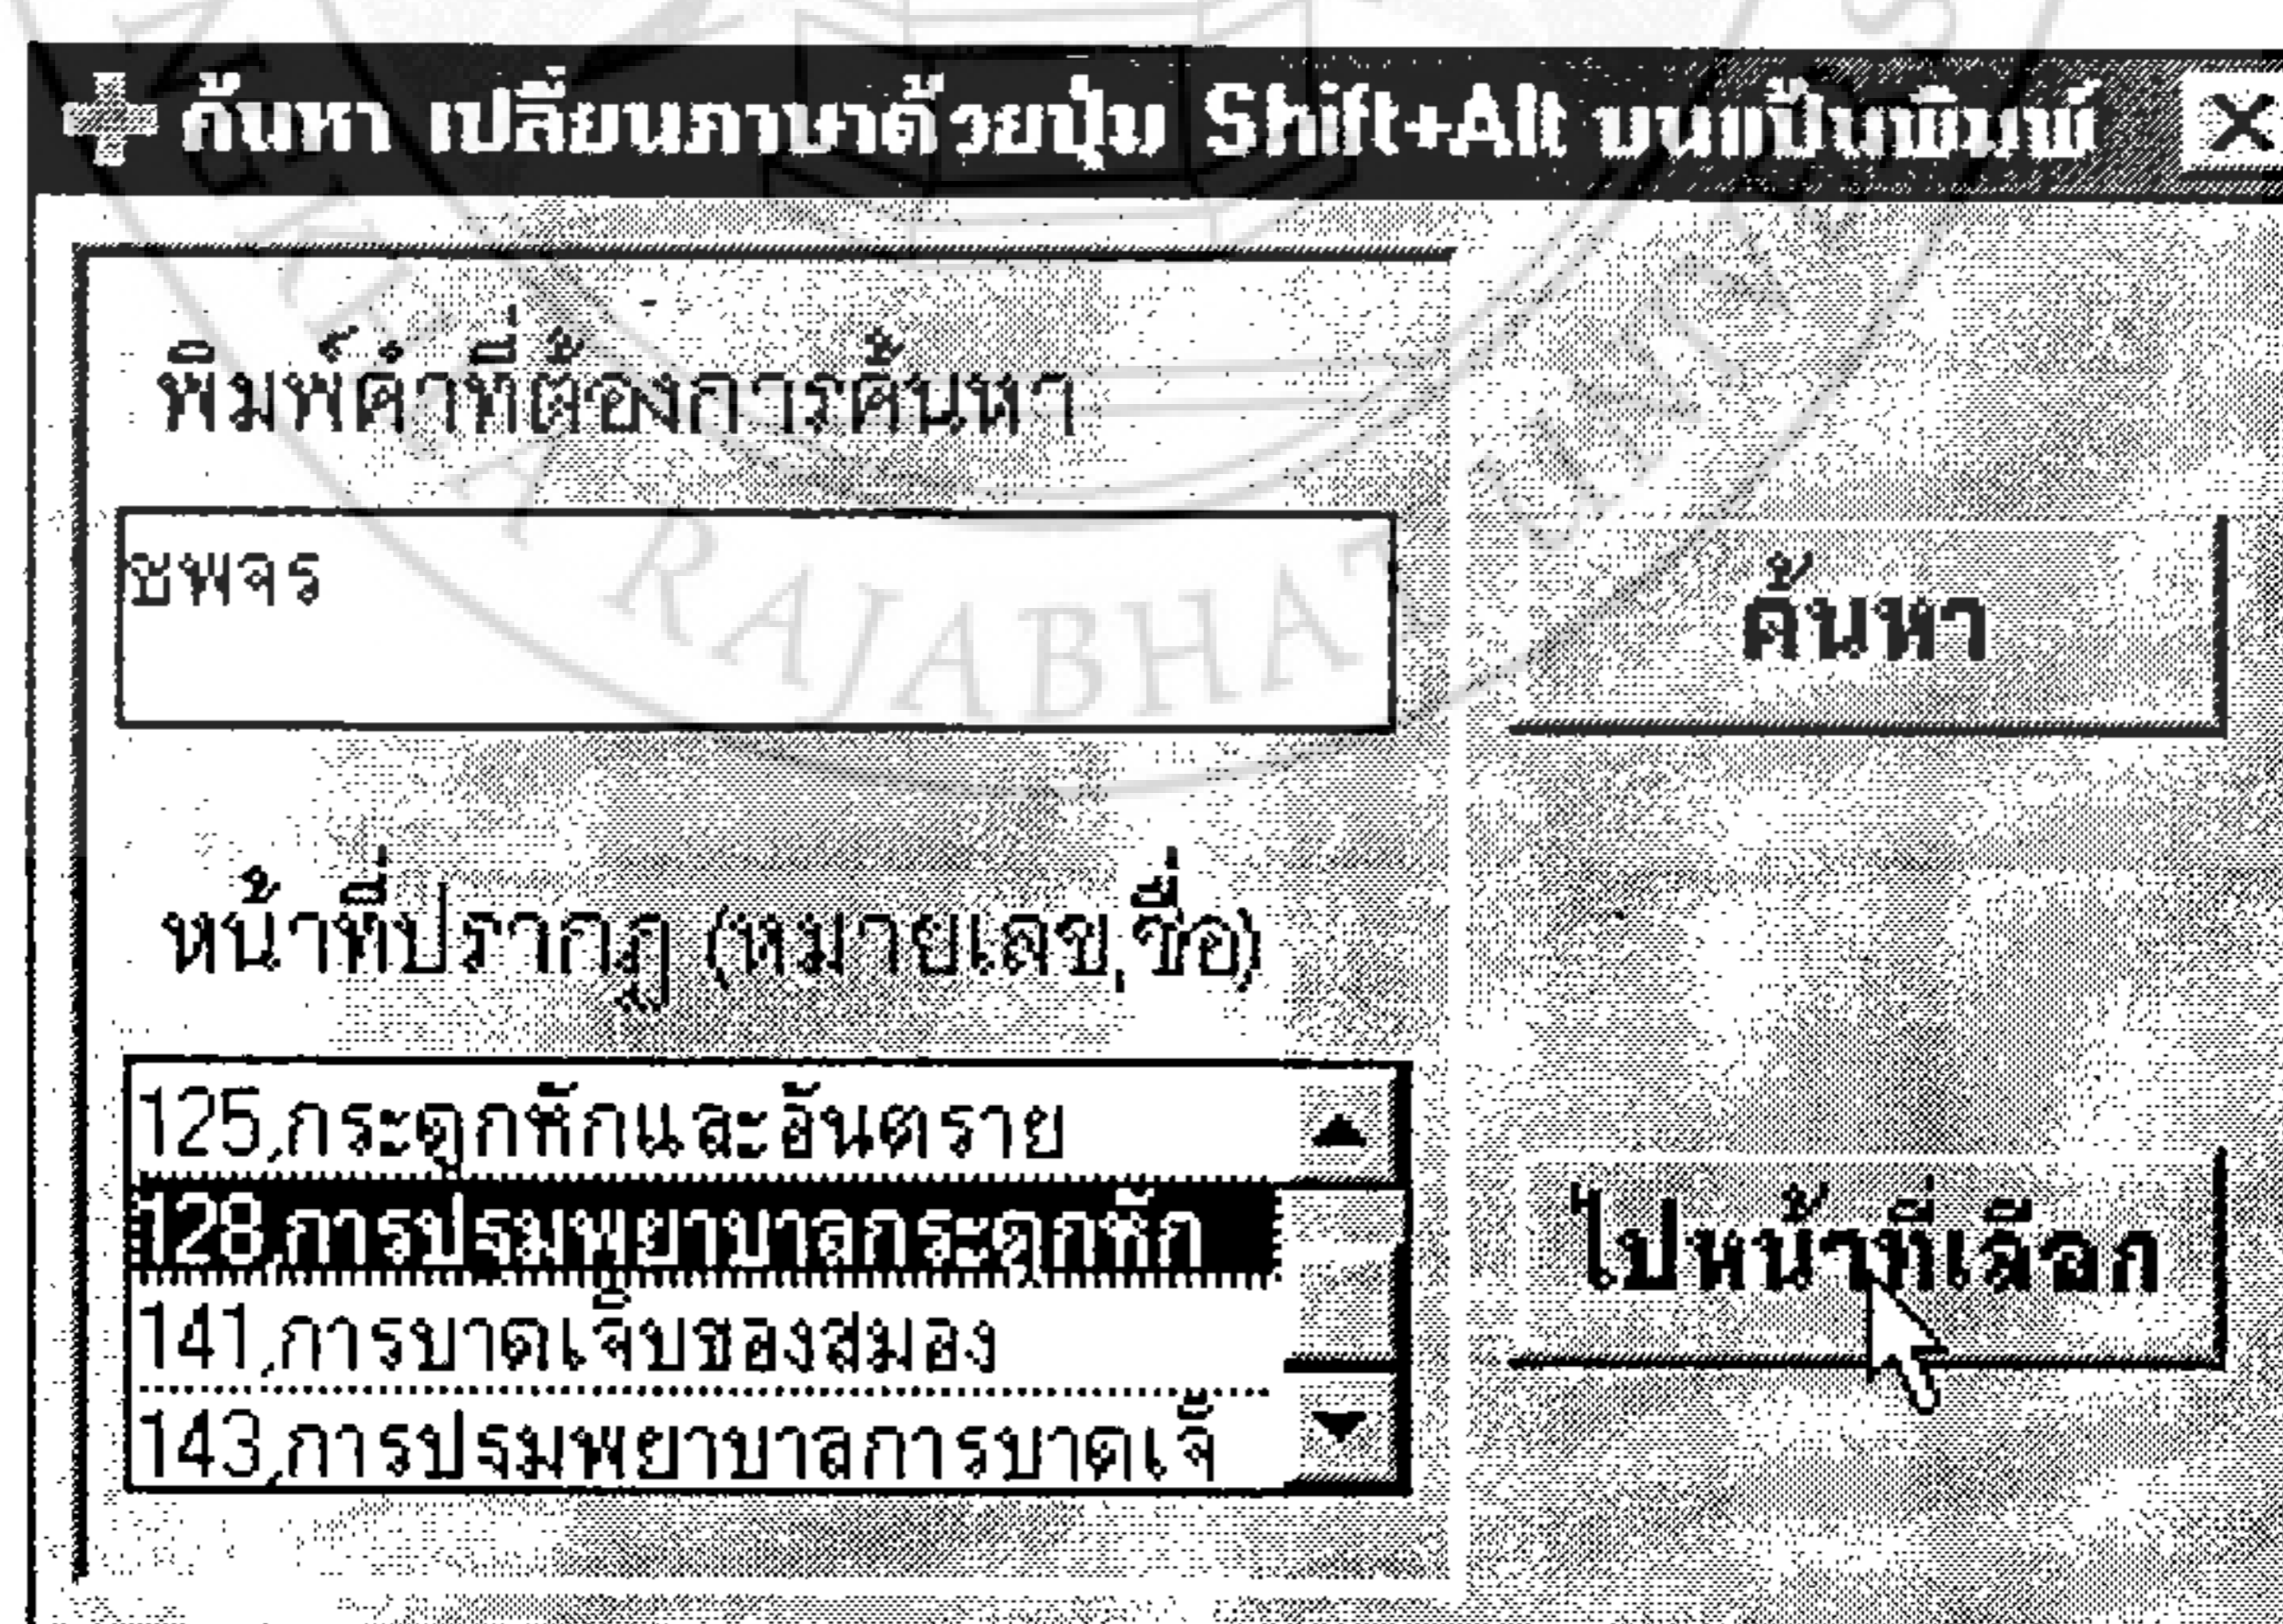 ค้นหา เปลี่ยนภาษาด้วยปุ่ม Shift+Alt บนแป้นพิมพ์
พิมพ์คำที่ต้องการค้นหา
ชพจร
ค้นหา
หน้าที่ปรากฏ (หมายเลข,ชื่อ)
125,กระดูกหักและอันตราย
128,การปฐมพยาบาลกระดูกหัก
141,การบาดเจ็บของสมอง
143,การปฐมพยาบาลการบาดเจ็
ไปหน้าที่เลือก
RAJABHAT UNIVERS